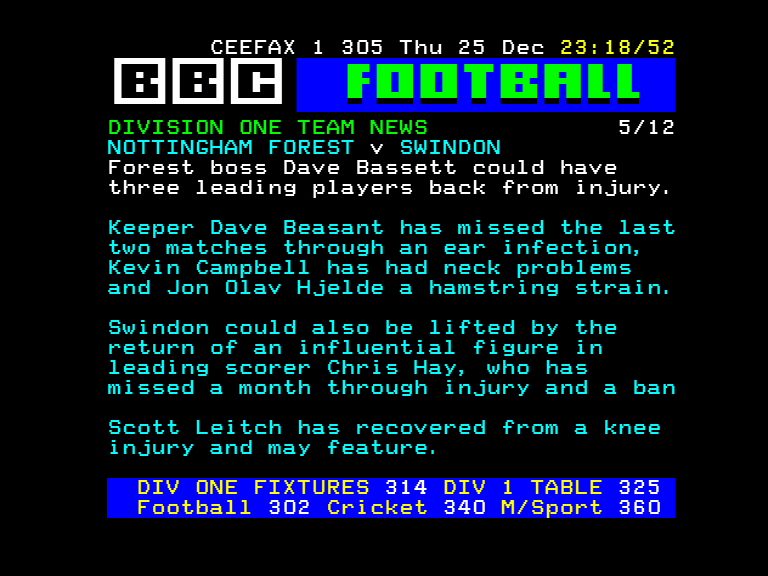 CEEFAX 1 305 Thu 25 Dec 23:18/52
BBC FOOTBALL
DIVISION ONE TEAM NEWS 5/12
NOTTINGHAM FOREST v SWINDON
Forest boss Dave Bassett could have
three leading players back from injury.
Keeper Dave Beasant has missed the last
two matches through an ear infection,
Kevin Campbell has had neck problems
and Jon Olav Hjelde a hamstring strain.
Swindon could also be lifted by the
return of an influential figure in
leading scorer Chris Hay, who has
missed a month through injury and a ban
Scott Leitch has recovered from a knee
injury and may feature.
DIV ONE FIXTURES 314 DIV 1 TABLE 325
Football 302 Cricket 340 M/Sport 360